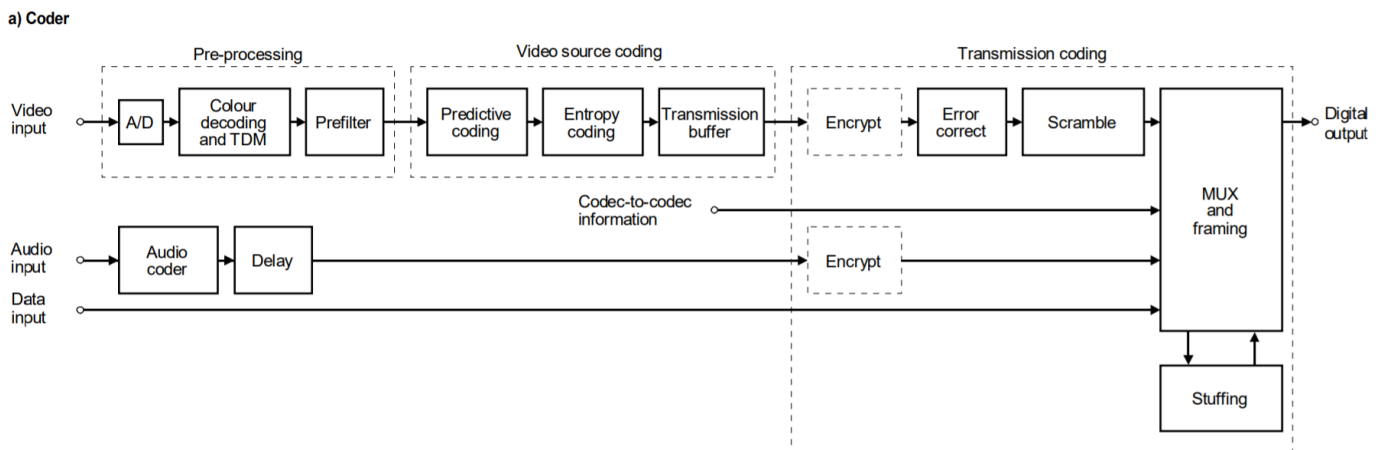 a) Coder
Pre-processing
Video source coding
Transmission coding
Video
input
A/D
Colour
decoding
and TDM
Prefilter
Predictive
coding
Entropy
coding
Transmission
buffer
Encrypt
Error
correct
Scramble
Digital
output
MUX
and
framing
Codec-to-codec
information
Audio
input
Audio
coder
Delay
Encrypt
Data
input
Stuffing